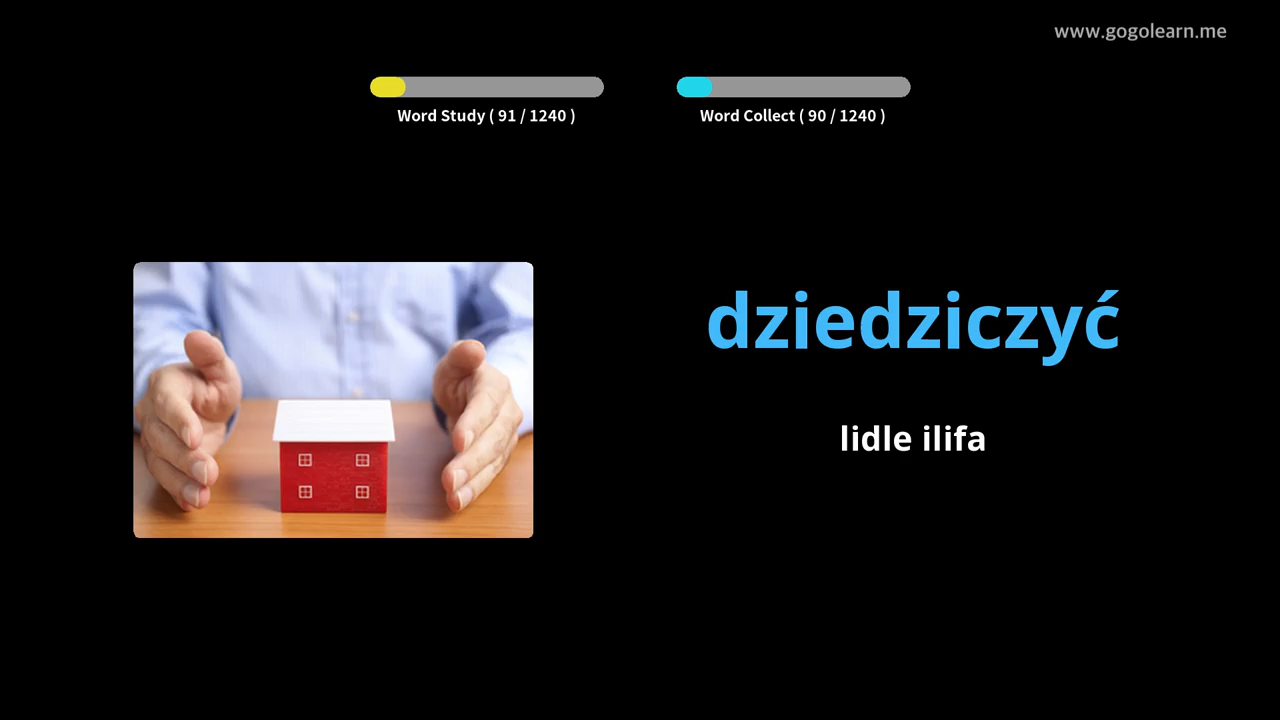 www.gogolearn.me
Word Study ( 91 / 1240 )
Word Collect ( 90 / 1240 )
dziedziczyć
lidle ilifa